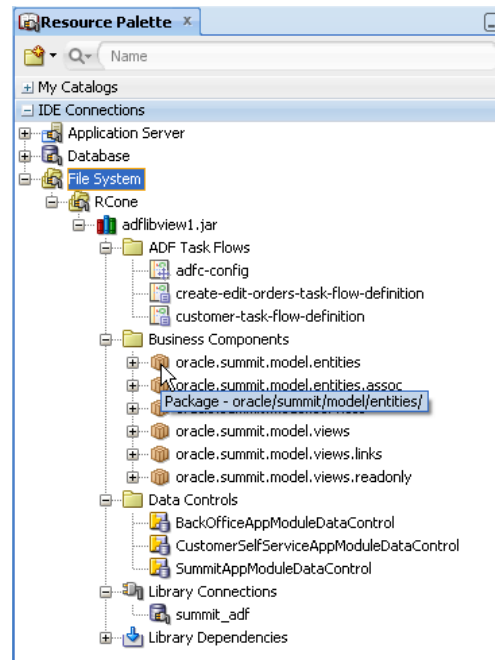 Resource Palette x
Name
My Catalogs
IDE Connections
Application Server
Database
File System
RCone
adflibview1.jar
ADF Task Flows
adfc-config
create-edit-orders-task-flow-definition
customer-task-flow-definition
Business Components
oracle.summit.model.entities
oracle.summit.model.entities.assoc
Package - oracle/summit/model/entities/
oracle.summit.model.views
oracle.summit.model.views.links
oracle.summit.model.views.readonly
Data Controls
BackOfficeAppModuleDataControl
CustomerSelfServiceAppModuleDataControl
SummitAppModuleDataControl
Library Connections
summit_adf
Library Dependencies